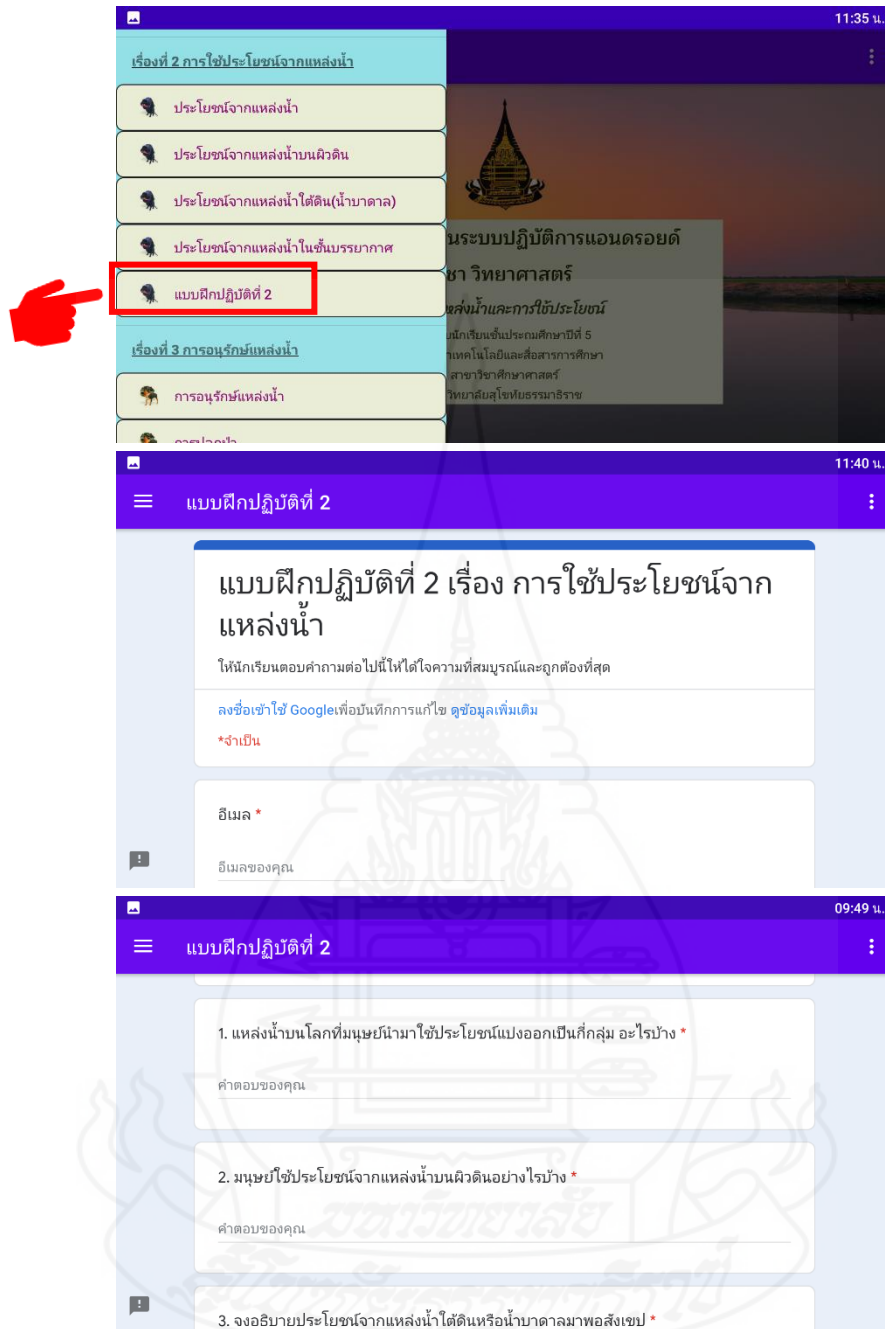 11:35 น.
เรื่องที่ 2 การใช้ประโยชน์จากแหล่งน้ำ
ประโยชน์จากแหล่งน้ำ
ประโยชน์จากแหล่งน้ำบนผิวดิน
ประโยชน์จากแหล่งน้ำใต้ดิน(น้ำบาดาล)
ประโยชน์จากแหล่งน้ำในชั้นบรรยากาศ
แบบฝึกปฏิบัติที่ 2
เรื่องที่ 3 การอนุรักษ์แหล่งน้ำ
การอนุรักษ์แหล่งน้ำ
นระบบปฏิบัติการแอนดรอยด์
ชา วิทยาศาสตร์
หล่งน้ำและการใช้ประโยชน์
นักเรียนชั้นประถมศึกษาปีที่ 5
าเทคโนโลยีและสื่อสารการศึกษา
สาขาวิชาศึกษาศาสตร์
วิทยาลัยสุโขทัยธรรมาธิราช
11:40 น.
แบบฝึกปฏิบัติที่ 2
แบบฝึกปฏิบัติที่ 2 เรื่อง การใช้ประโยชน์จาก
แหล่งน้ำ
ให้นักเรียนตอบคำถามต่อไปนี้ให้ได้ใจความที่สมบูรณ์และถูกต้องที่สุด
ลงชื่อเข้าใช้ Googleเพื่อบันทึกการแก้ไข ดูข้อมูลเพิ่มเติม
*จำเป็น
อีเมล *
อีเมลของคุณ
09:49 น.
แบบฝึกปฏิบัติที่ 2
1. แหล่งน้ำบนโลกที่มนุษย์นำมาใช้ประโยชน์แบ่งออกเป็นกี่กลุ่ม อะไรบ้าง *
คำตอบของคุณ
2. มนุษย์ใช้ประโยชน์จากแหล่งน้ำบนผิวดินอย่างไรบ้าง *
คำตอบของคุณ
3. จงอธิบายประโยชน์จากแหล่งน้ำใต้ดินหรือน้ำบาดาลมาพอสังเขป *